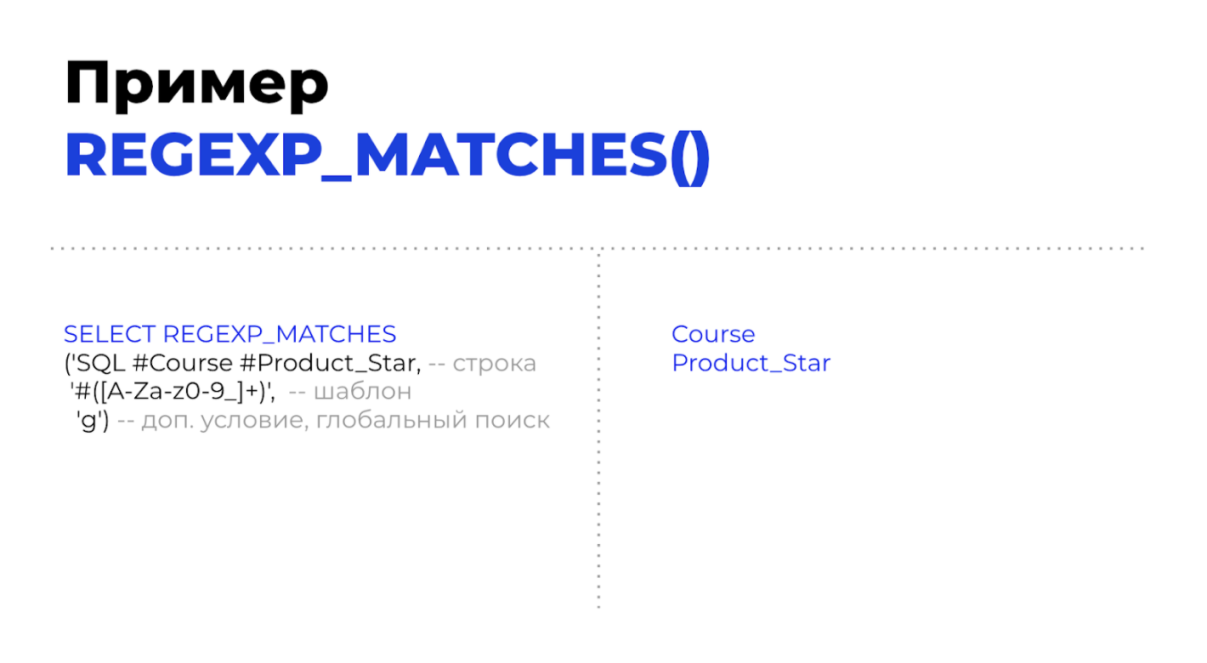 Пример
REGEXP_MATCHES()
SELECT REGEXP_MATCHES
('SQL #Course #Product_Star, -- строка
'#([A-Za-z0-9_]+)', -- шаблон
'g') -- доп. условие, глобальный поиск
Course
Product_Star